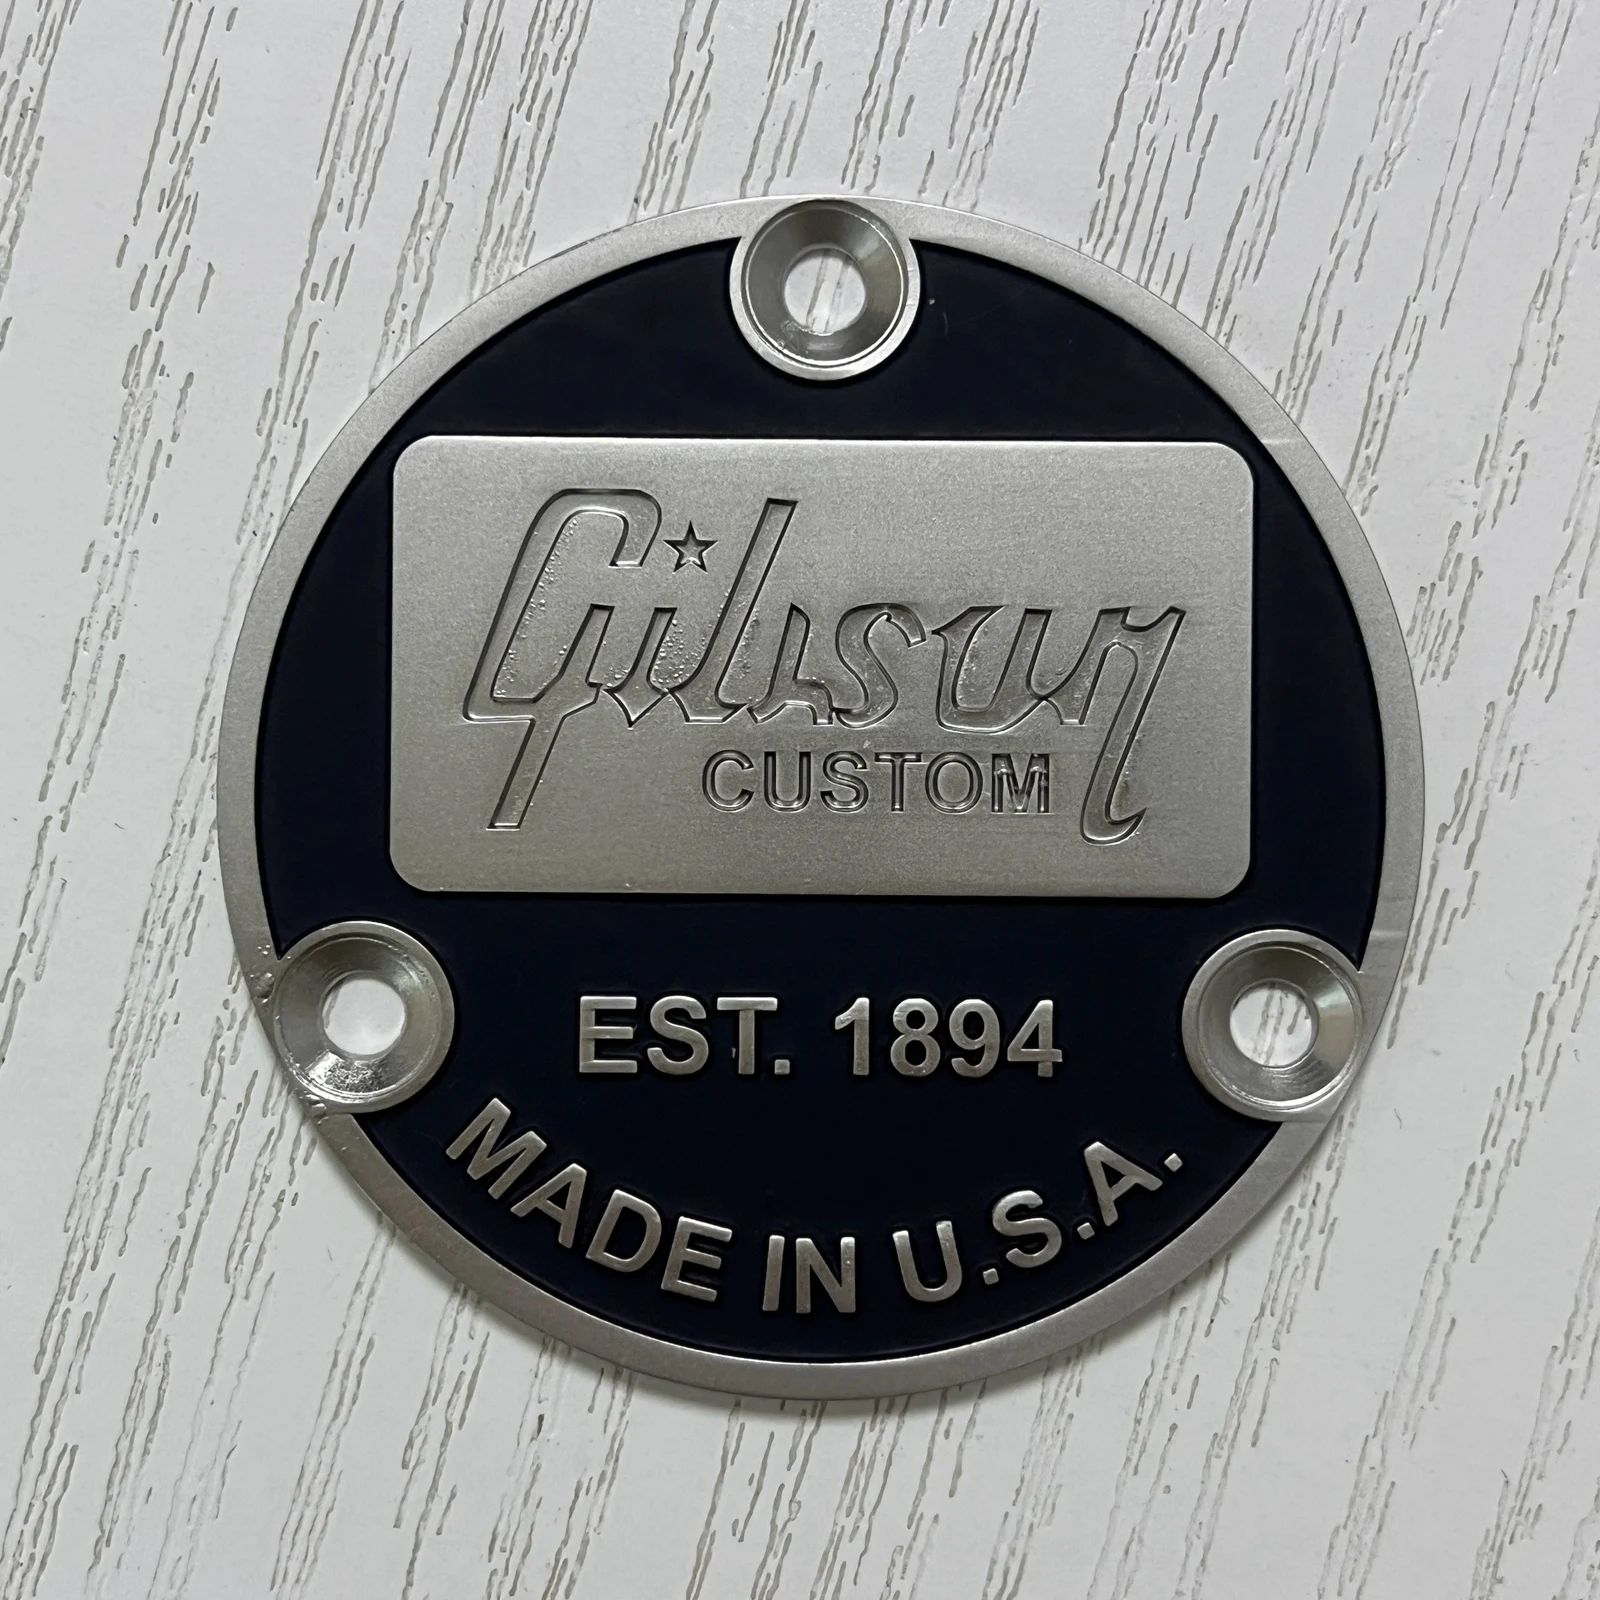 Gibson
CUSTOM
EST. 1894
MADE IN U.S.A.